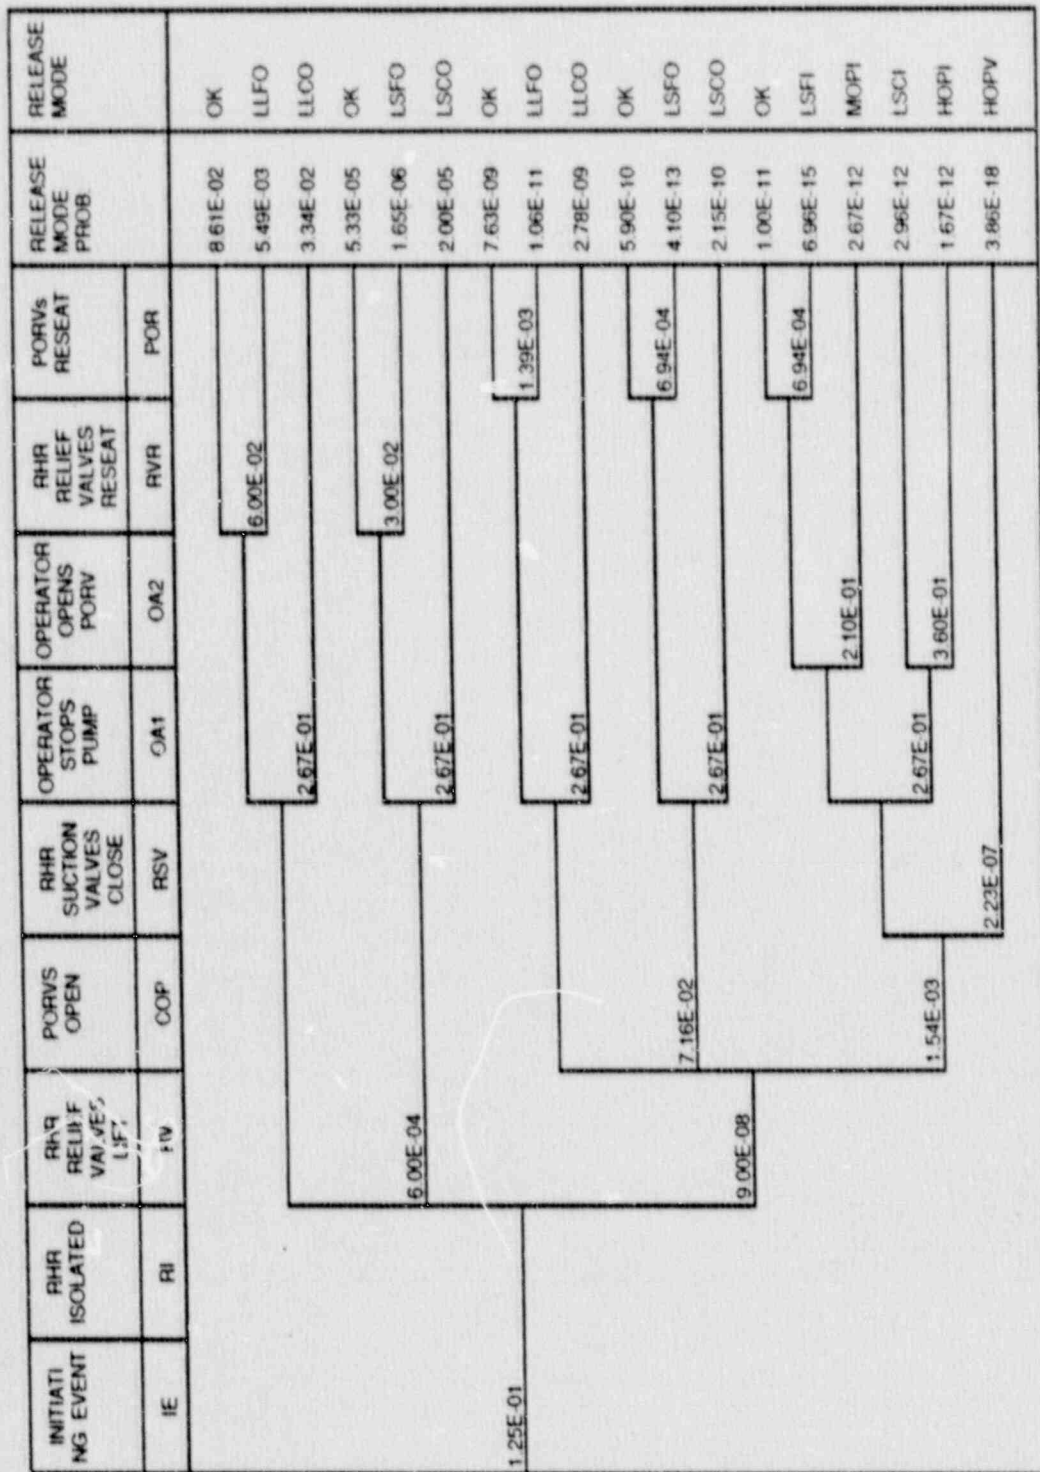 INITIATI
NG EVENT
IE
RHR
ISOLATED
RI
RHR
RELIEF
VALVES
LIFT
RV
PORVS
OPEN
COP
RHR
SUCTION
VALVES
CLOSE
RSV
OPERATOR
STOPS
PUMP
OA1
OPERATOR
OPENS
PORV
OA2
RHR
RELIEF
VALVES
RESEAT
RVR
PORVs
RESEAT
POR
RELEASE
MODE
PROB.
RELEASE
MODE
8.61E-02 OK
6.00E-02
5.49E-03 LLFO
2.67E-01
3.34E-02 LLCO
5.33E-05 OK
3.00E-02
1.65E-06 LSFO
6.00E-04
2.67E-01
2.00E-05 LSCO
7.63E-09 OK
1.25E-01
1.39E-03
1.06E-11 LLFO
2.67E-01
2.78E-09 LLCO
5.90E-10 OK
6.94E-04
4.10E-13 LSFO
7.16E-02
2.67E-01
2.15E-10 LSCO
9.00E-08
1.00E-11 OK
6.94E-04
6.96E-15 LSFI
2.10E-01
2.67E-12 MOPI
2.67E-01
2.96E-12 LSCI
1.54E-03
3.60E-01
1.67E-12 HOPI
2.23E-07
3.86E-18 HOPV